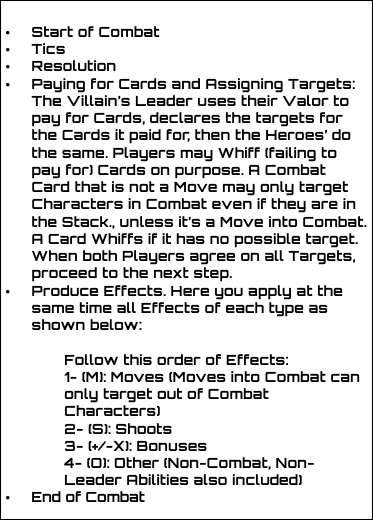 • Start of Combat
• Tics
• Resolution
• Paying for Cards and Assigning Targets:
The Villain's Leader uses their Valor to
pay for Cards, declares the targets for
the Cards it paid for, then the Heroes' do
the same. Players may Whiff (failing to
pay for) Cards on purpose. A Combat
Card that is not a Move may only target
Characters in Combat even if they are in
the Stack., unless it's a Move into Combat.
A Card Whiffs if it has no possible target.
When both Players agree on all Targets,
proceed to the next step.
• Produce Effects. Here you apply at the
same time all Effects of each type as
shown below:
Follow this order of Effects:
1- (M): Moves (Moves into Combat can
only target out of Combat
Characters)
2- (S): Shoots
3- (+/-X): Bonuses
4- (O): Other (Non-Combat, Non-
Leader Abilities also included)
• End of Combat